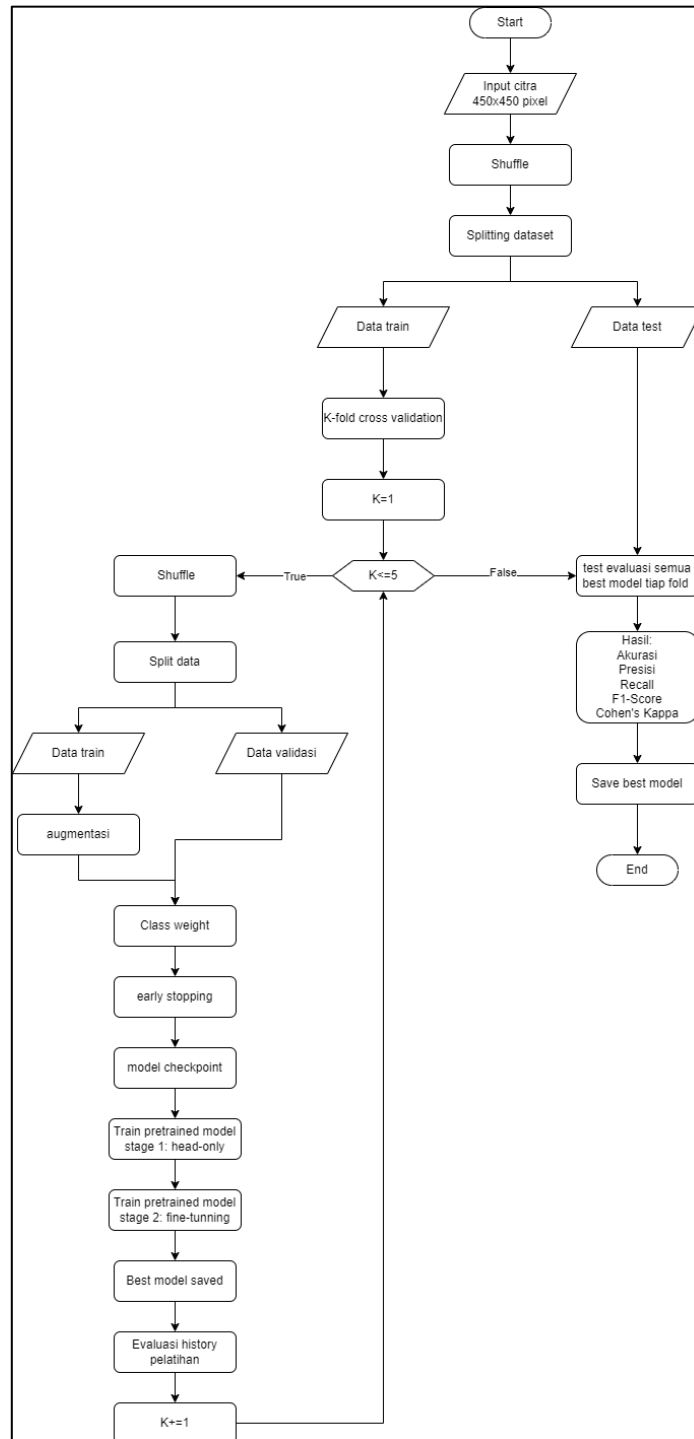 Start
Input citra
450x450 pixel
Shuffle
Splitting dataset
Data train
Data test
K-fold cross validation
K=1
K<=5
True
False
Shuffle
Split data
Data train
Data validasi
augmentasi
Class weight
early stopping
model checkpoint
Train pretrained model
stage 1: head-only
Train pretrained model
stage 2: fine-tunning
Best model saved
Evaluasi history
pelatihan
K+=1
test evaluasi semua
best model tiap fold
Hasil:
Akurasi
Presisi
Recall
F1-Score
Cohen's Kappa
Save best model
End